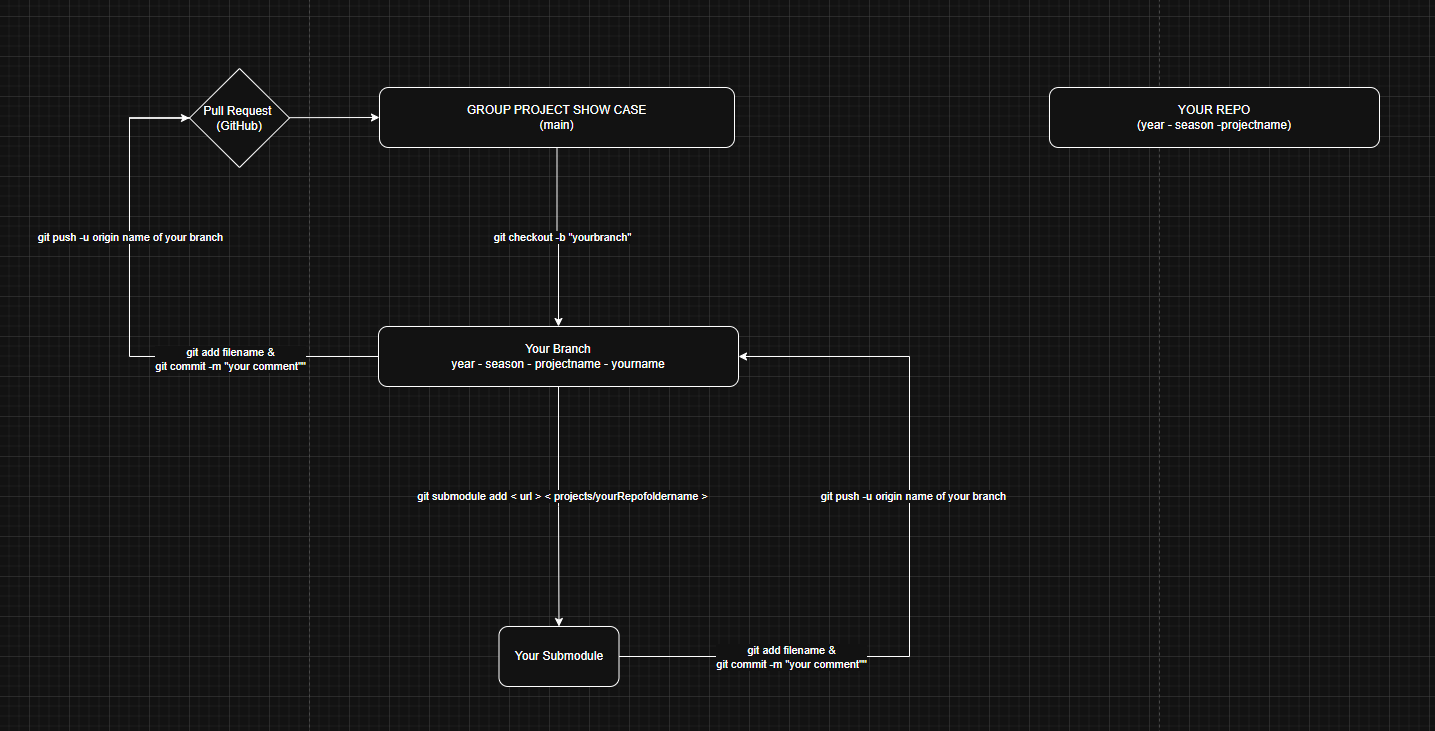 Pull Request
(GitHub)
GROUP PROJECT SHOW CASE
(main)
YOUR REPO
(year - season -projectname)
git push -u origin name of your branch
git checkout -b "yourbranch"
Your Branch
year - season - projectname - yourname
git add filename &
git commit -m "your comment""
git submodule add < url > < projects/yourRepofoldername >
git push -u origin name of your branch
Your Submodule
git add filename &
git commit -m "your comment""